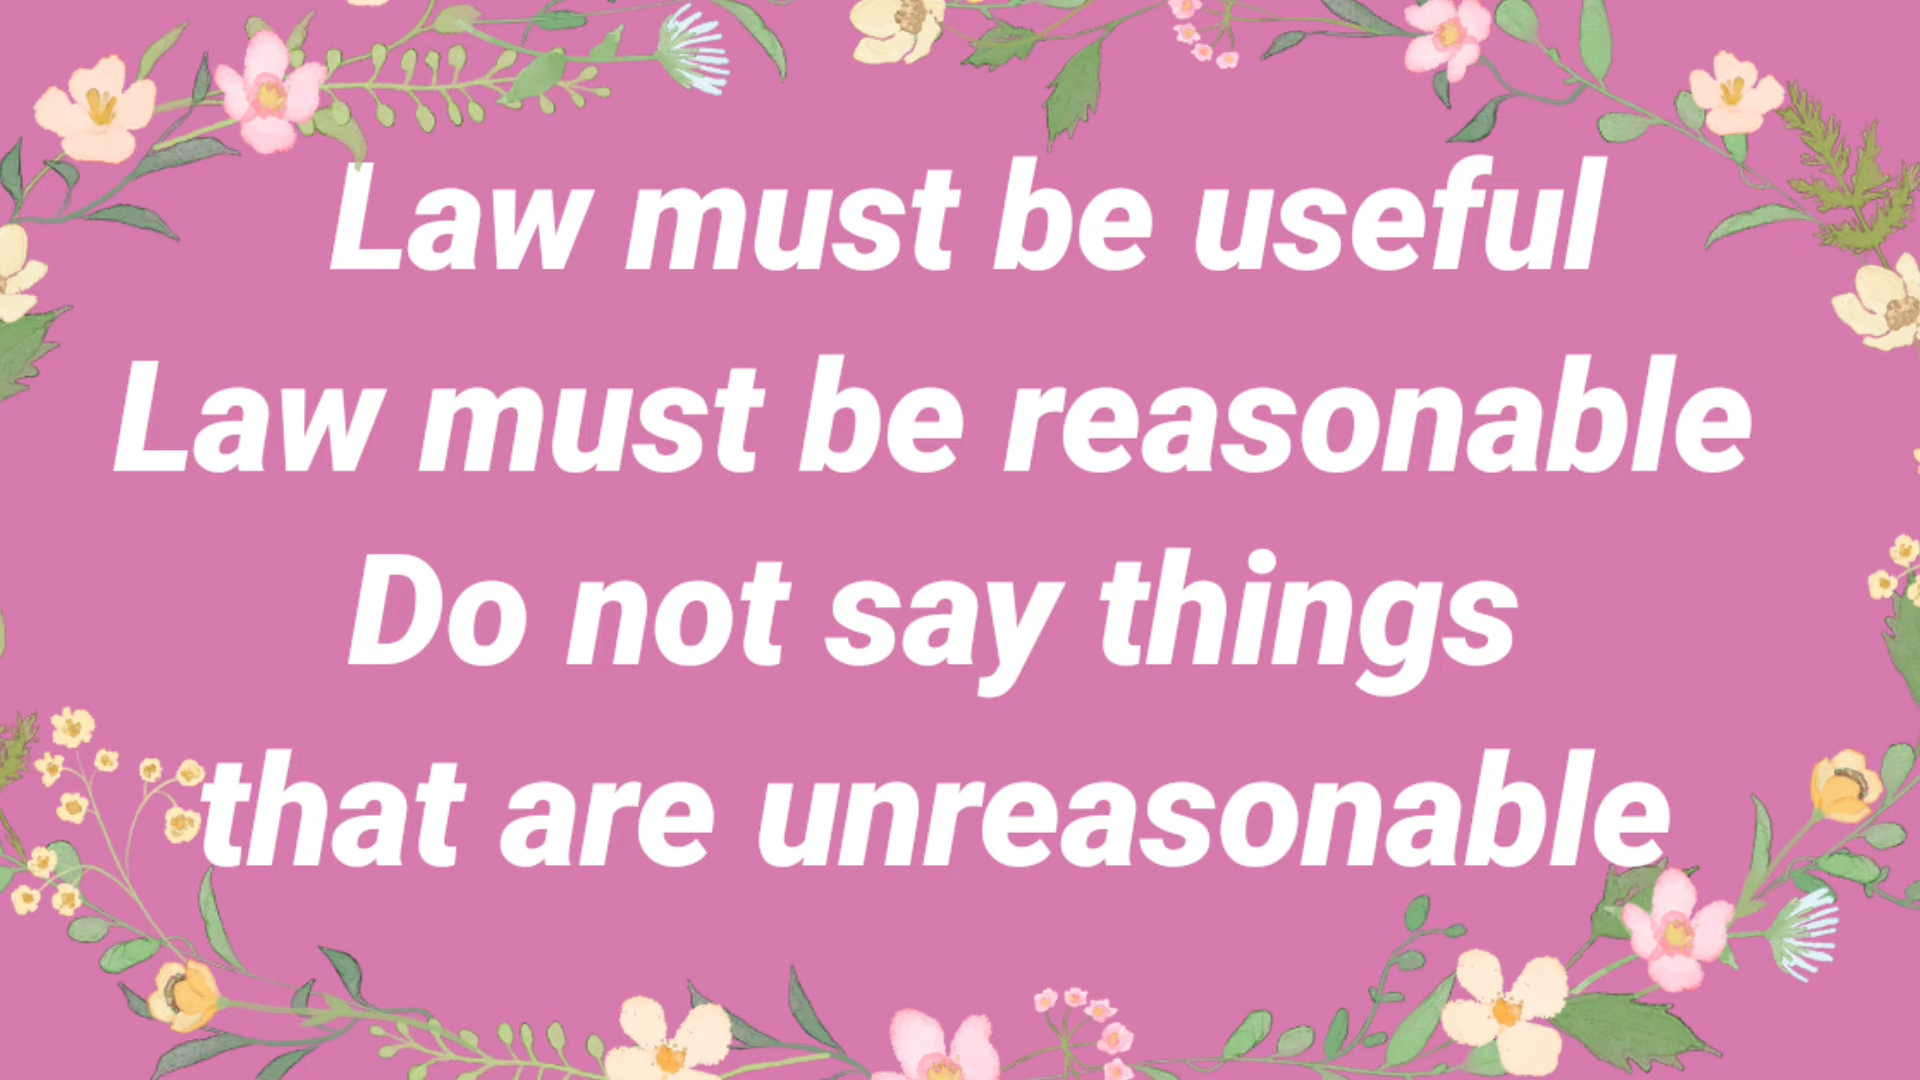 Law must be useful
Law must be reasonable
Do not say things
that are unreasonable